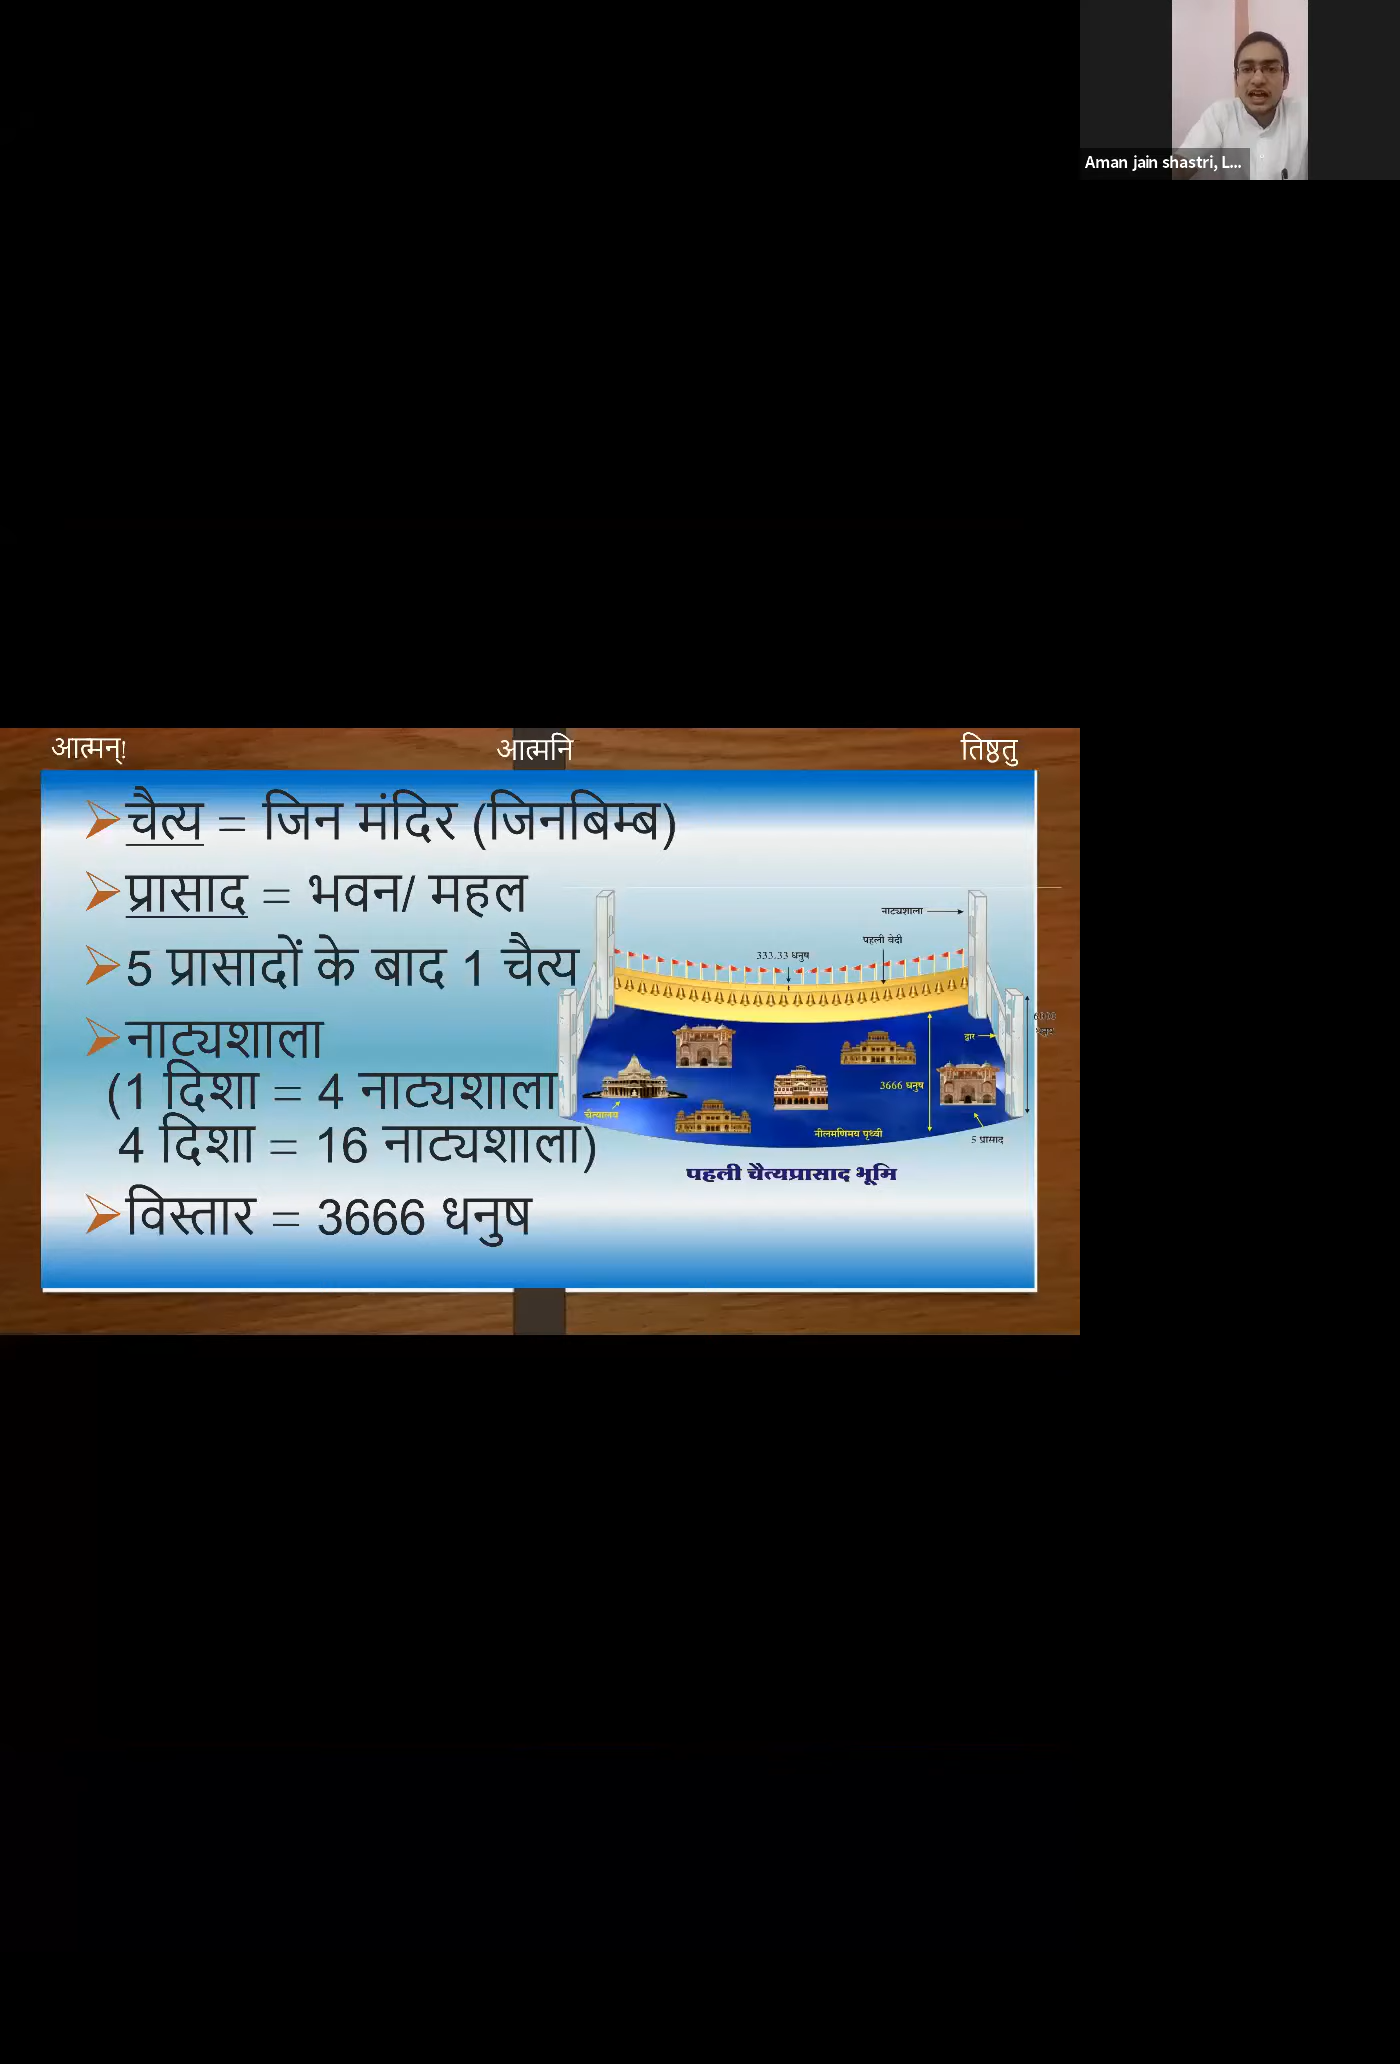 Aman jain shastri, L...
आत्मन्! आत्मनि तिष्ठतु
चैत्य = जिन मंदिर (जिनबिम्ब)
प्रासाद = भवन/ महल
5 प्रासादों के बाद 1 चैत्य
नाट्यशाला
(1 दिशा = 4 नाट्यशाला
4 दिशा = 16 नाट्यशाला)
विस्तार = 3666 धनुष
नाट्यशाला
पहली वेदी
333.33 धनुष
द्वार
3666 धनुष
चैत्यालय
नीलमणिमय पृथ्वी
5 प्रासाद
पहली चैत्यप्रासाद भूमि